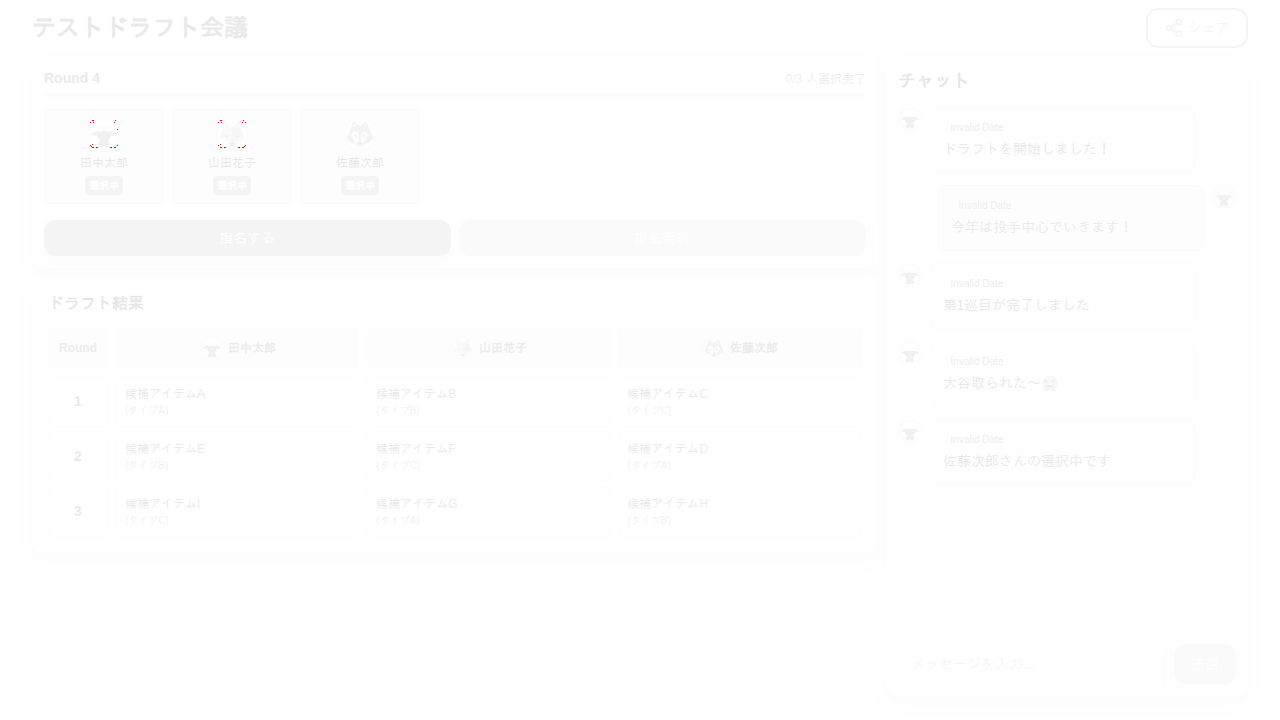 テストドラフト会議
シェア
Round 4
0/3 人選択完了
田中太郎
選択中
山田花子
選択中
佐藤次郎
選択中
指名する
ドラフト結果
Round
田中太郎
山田花子
佐藤次郎
1
候補アイテムA
(タイプA)
候補アイテムB
(タイプB)
候補アイテムC
(タイプC)
2
候補アイテムE
(タイプB)
候補アイテムF
(タイプC)
候補アイテムD
(タイプA)
3
候補アイテムI
(タイプC)
候補アイテムG
(タイプA)
候補アイテムH
(タイプB)
チャット
Invalid Date
ドラフトを開始しました！
Invalid Date
今年は投手中心でいきます！
Invalid Date
第1巡目が完了しました
Invalid Date
大谷取られた〜😭
Invalid Date
佐藤次郎さんの選択中です
メッセージを入力...
送信